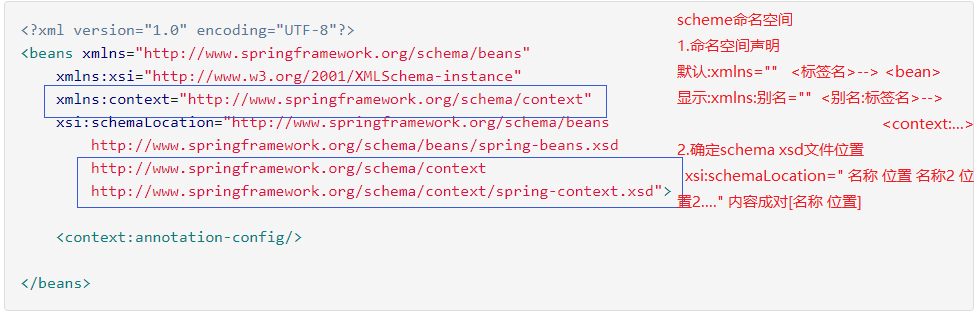 <?xml version="1.0" encoding="UTF-8"?>
<beans xmlns="http://www.springframework.org/schema/beans"
xmlns:xsi="http://www.w3.org/2001/XMLSchema-instance"
xmlns:context="http://www.springframework.org/schema/context"
xsi:schemaLocation="http://www.springframework.org/schema/beans
http://www.springframework.org/schema/beans/spring-beans.xsd
http://www.springframework.org/schema/context
http://www.springframework.org/schema/context/spring-context.xsd">
<context:annotation-config/>
</beans>
scheme命名空间
1.命名空间声明
默认:xmlns="" <标签名>--> <bean>
显示:xmlns:别名="" <别名:标签名>-->
<context:...>
2.确定schema xsd文件位置
xsi:schemaLocation=" 名称 位置 名称2 位
置2...." 内容成对[名称 位置]